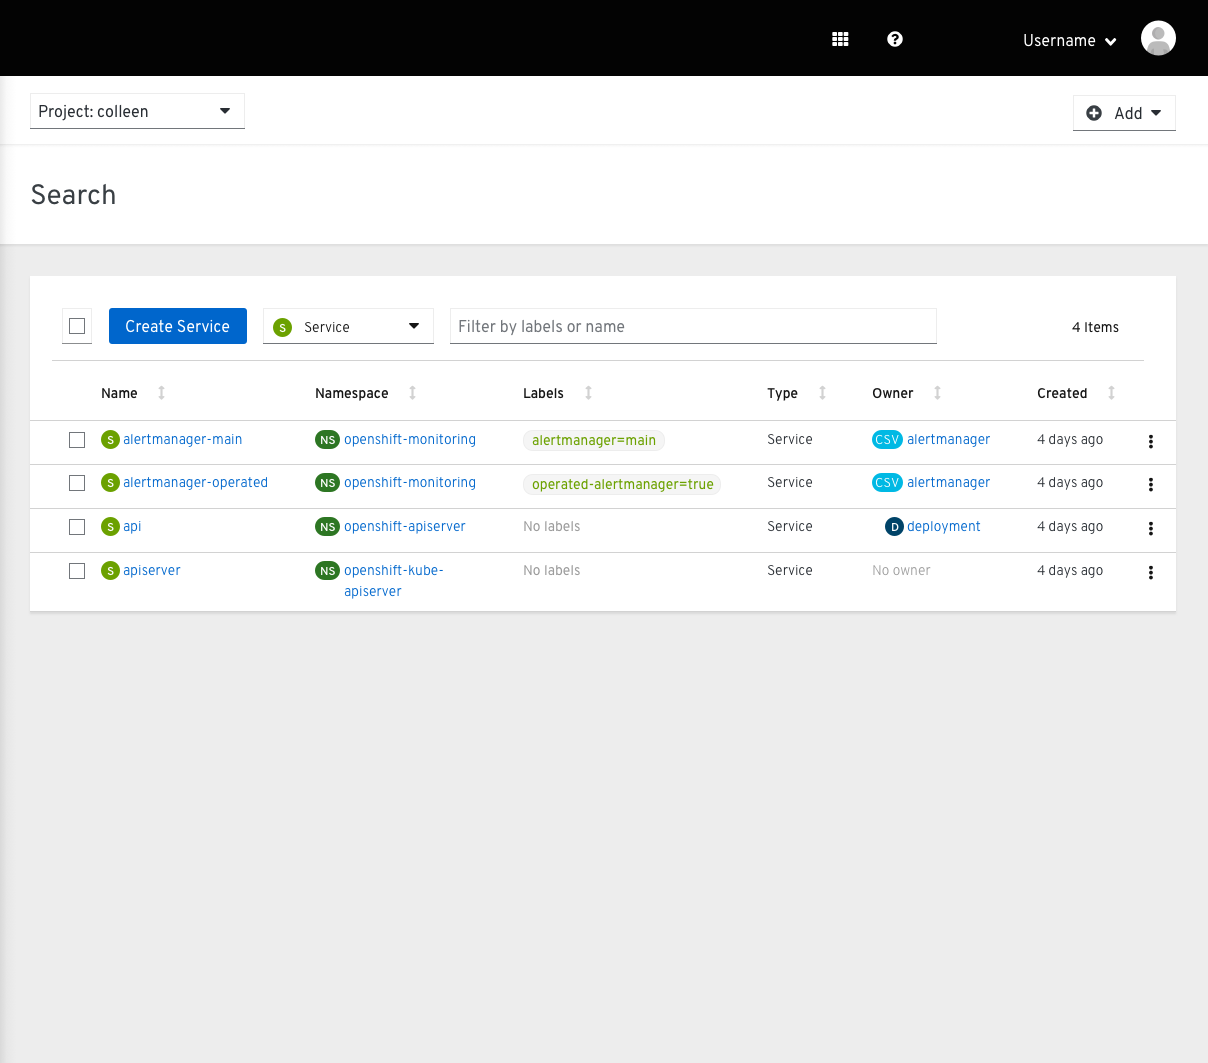 Username
Project: colleen
Add
Search
Create Service
S Service
Filter by labels or name
4 Items
Name Namespace Labels Type Owner Created
S alertmanager-main NS openshift-monitoring alertmanager=main Service CSV alertmanager 4 days ago
S alertmanager-operated NS openshift-monitoring operated-alertmanager=true Service CSV alertmanager 4 days ago
S api NS openshift-apiserver No labels Service D deployment 4 days ago
S apiserver NS openshift-kube- No labels Service No owner 4 days ago
apiserver